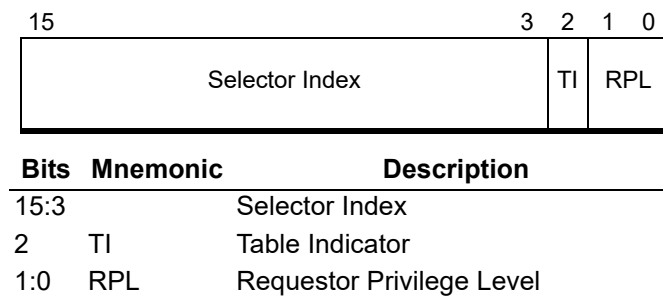 15 3 2 1 0
Selector Index TI RPL
Bits Mnemonic Description
15:3 Selector Index
2 TI Table Indicator
1:0 RPL Requestor Privilege Level